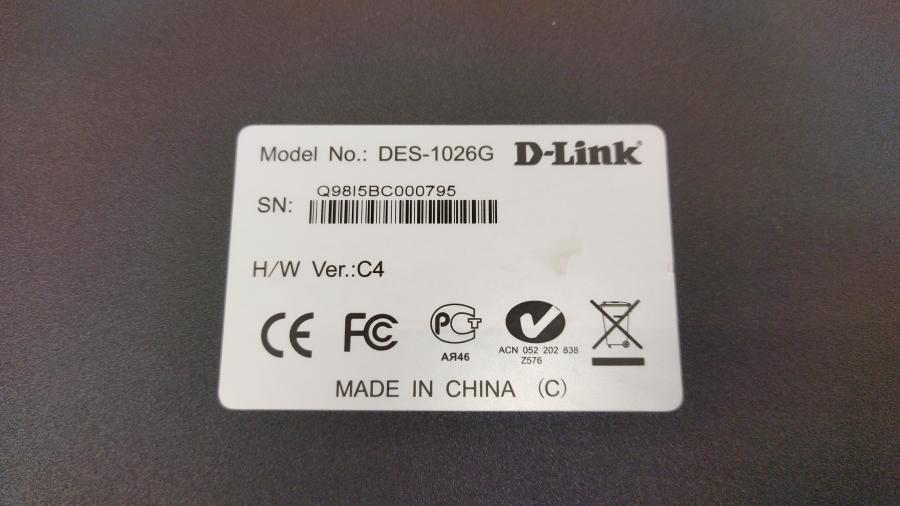 Model No.: DES-1026G D-Link®
SN: Q98I5BC000795
H/W Ver.:C4
CE FC PCT
АЯ46
ACN 052 202 838
Z576
MADE IN CHINA (C)